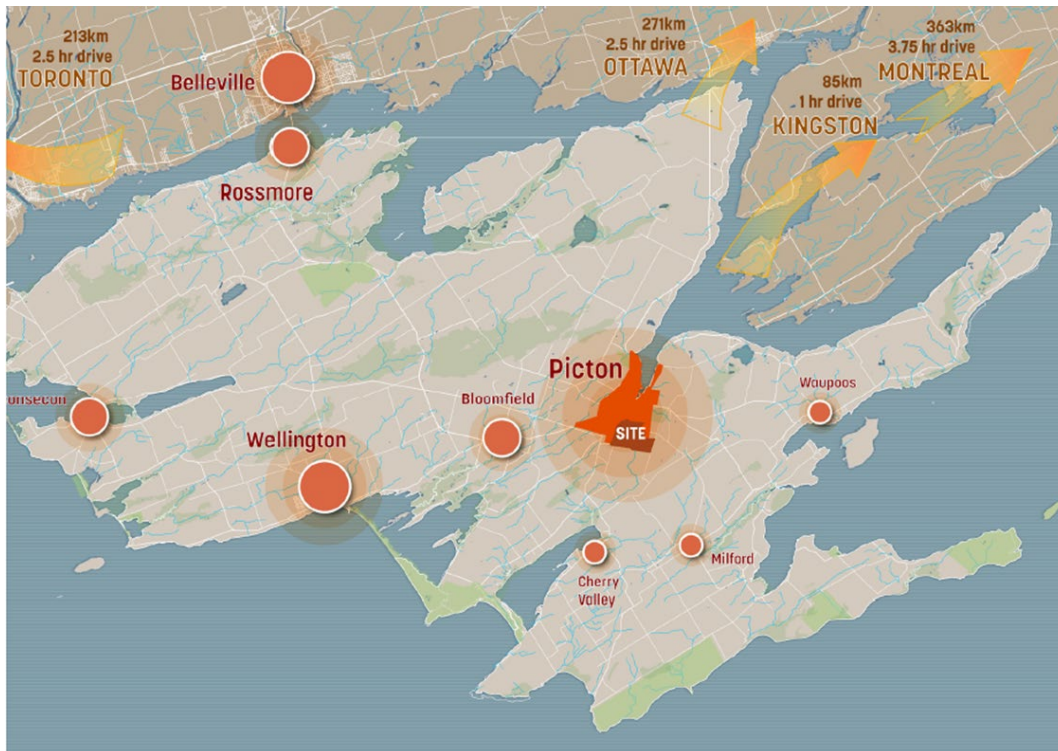 213km
2.5 hr drive
TORONTO
271km
2.5 hr drive
OTTAWA
363km
3.75 hr drive
MONTREAL
85km
1 hr drive
KINGSTON
Belleville
Rossmore
Picton
SITE
Waupoos
Bloomfield
onsecon
Wellington
Cherry
Valley
Milford